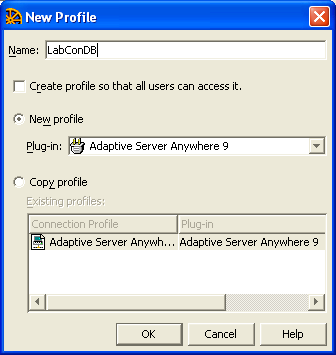 New Profile
Name: LabConDB
Create profile so that all users can access it.
New profile
Plug-in: Adaptive Server Anywhere 9
Copy profile
Existing profiles:
Connection Profile Plug-in
Adaptive Server Anywh... Adaptive Server Anywhere 9
OK Cancel Help